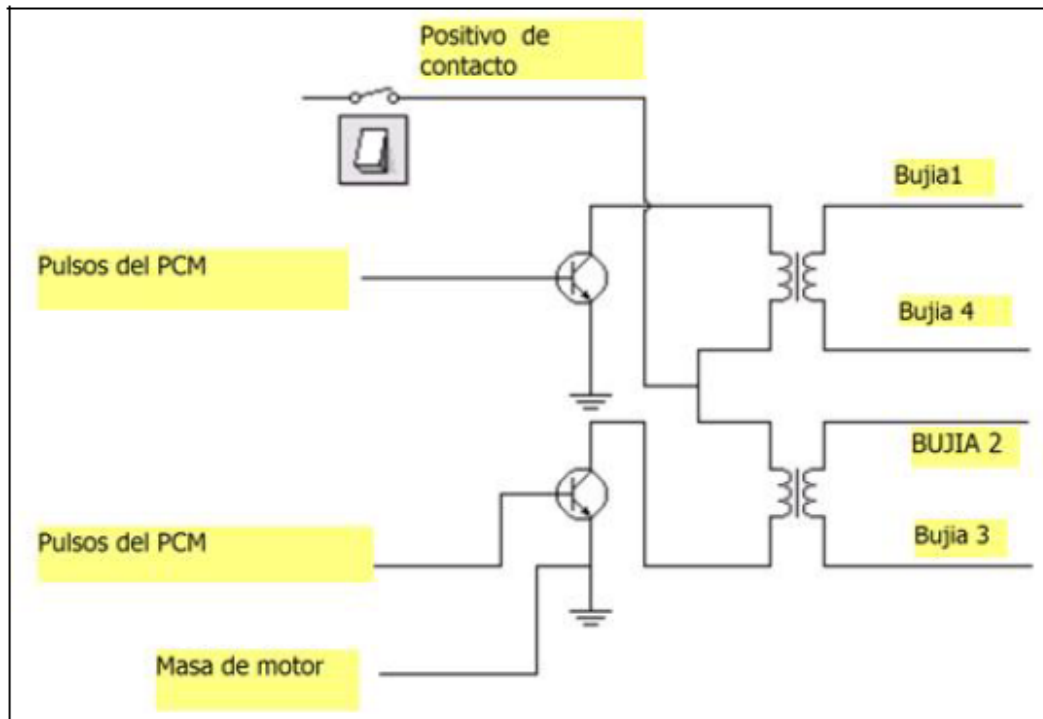 Positivo de
contacto
Bujia1
Pulsos del PCM
Bujia 4
BUJIA 2
Pulsos del PCM
Bujia 3
Masa de motor